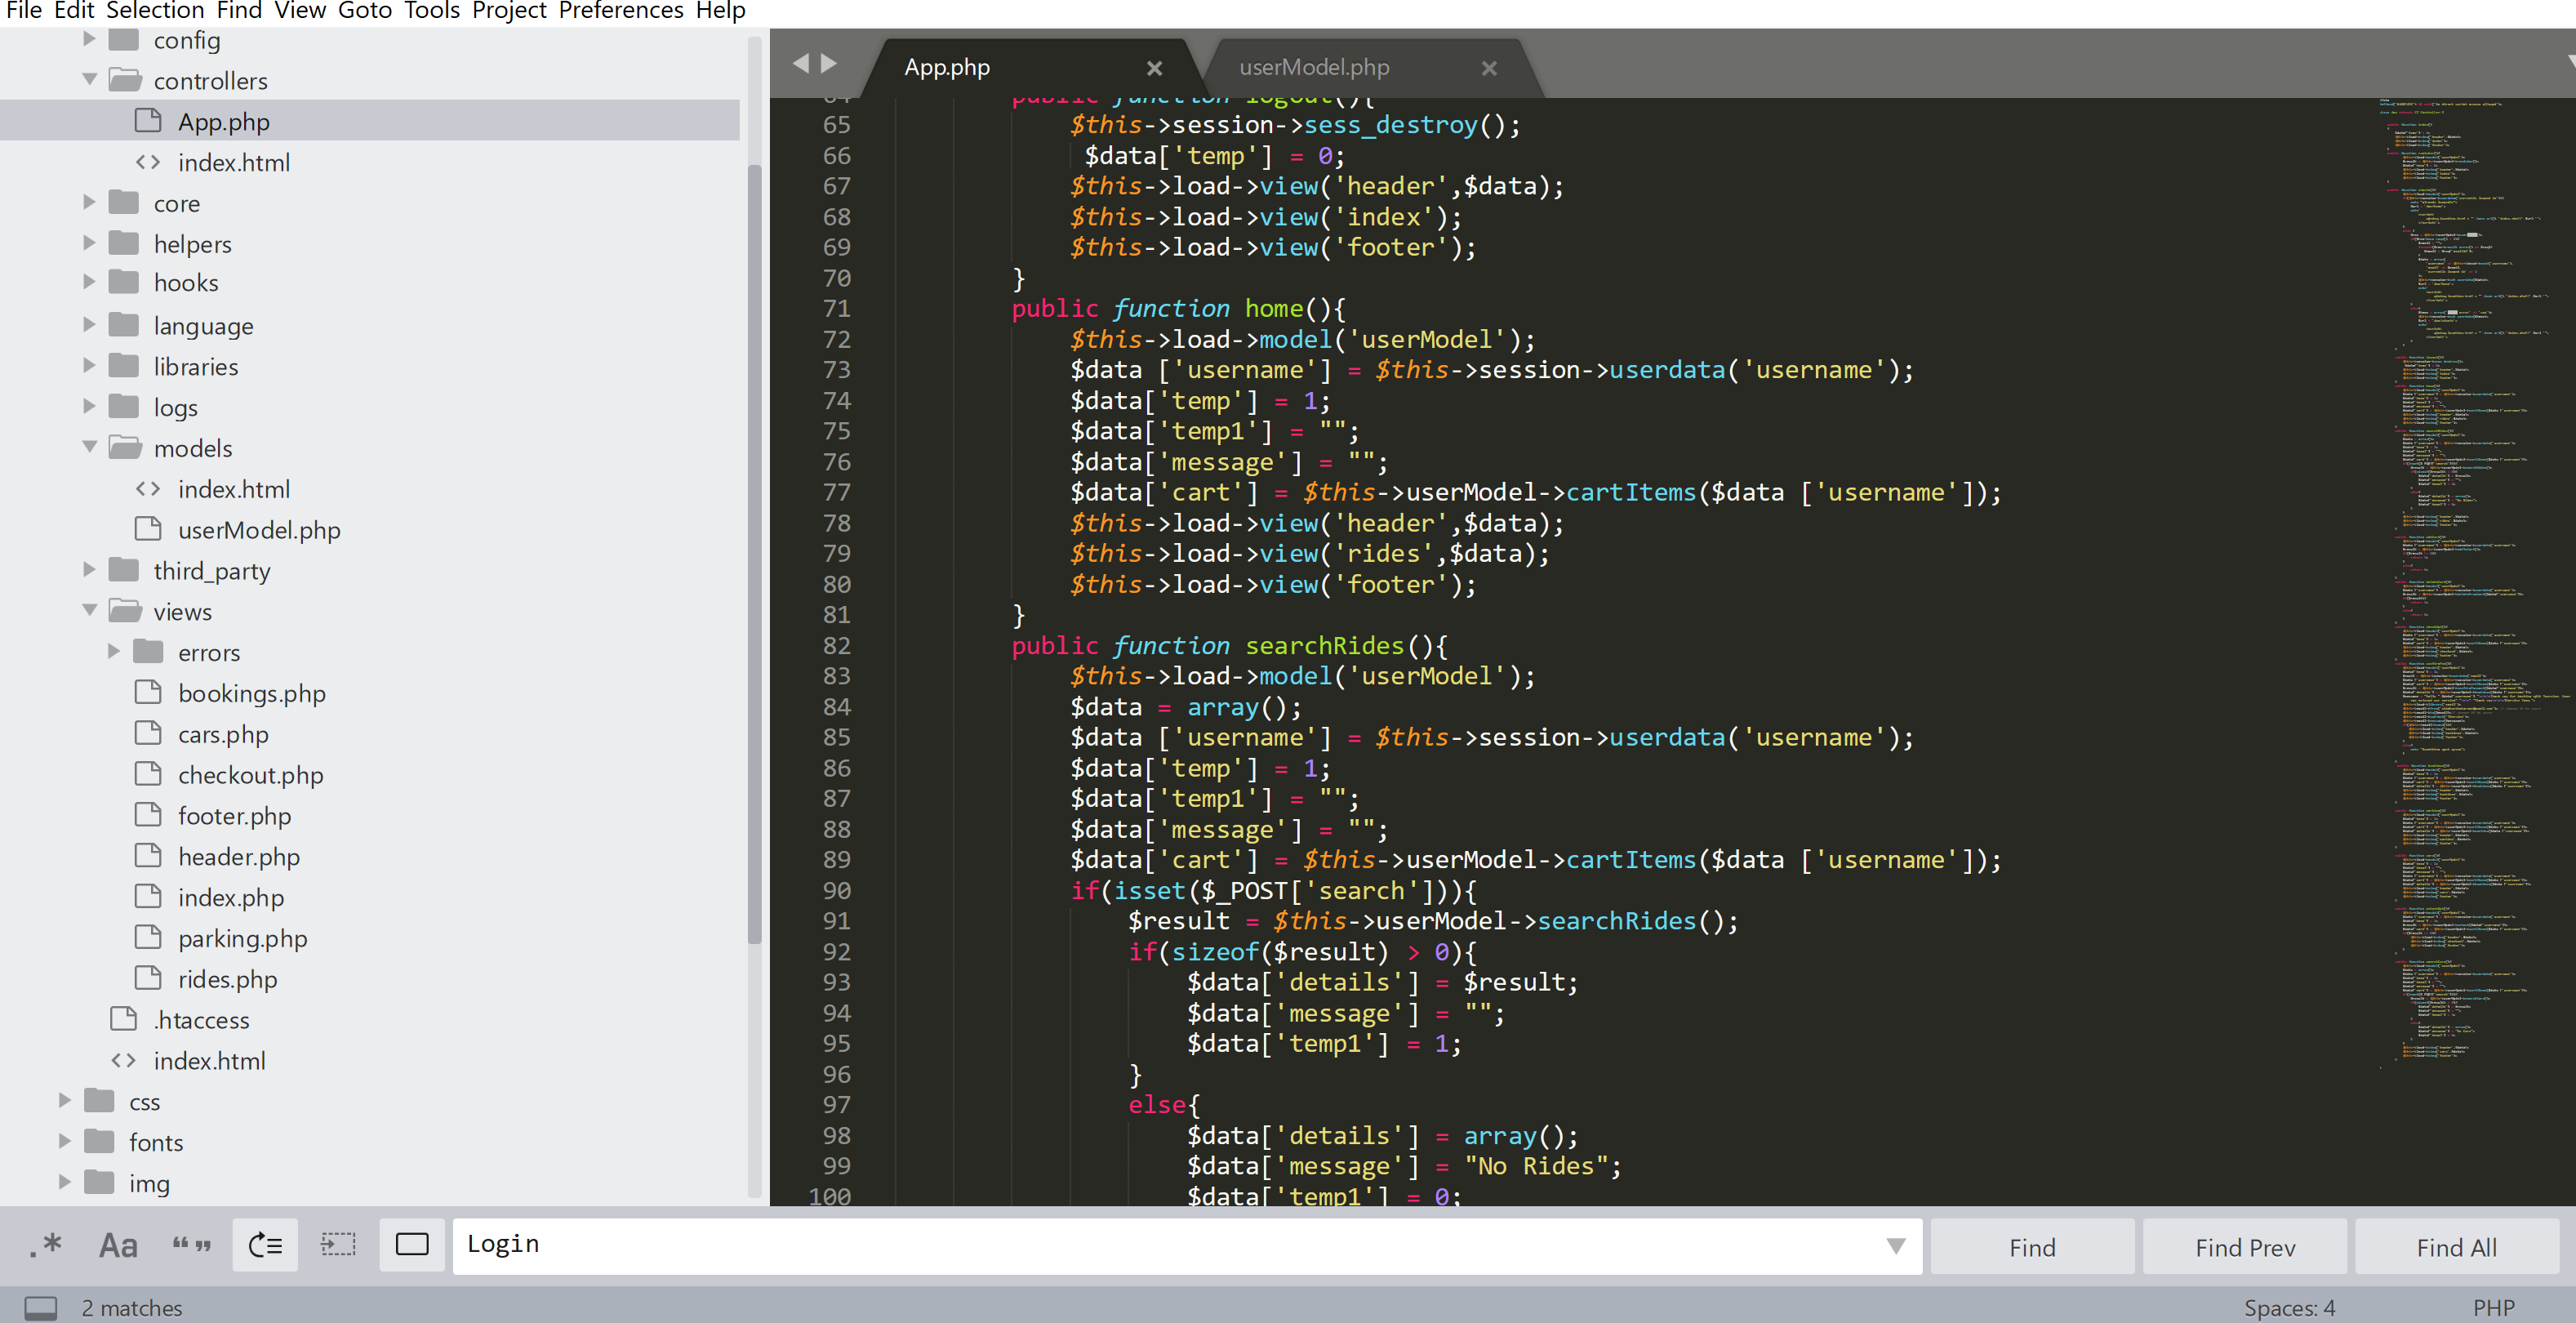 File Edit Selection Find View Goto Tools Project Preferences Help
config
controllers
App.php
index.html
core
helpers
hooks
language
libraries
logs
models
index.html
userModel.php
third_party
views
errors
bookings.php
cars.php
checkout.php
footer.php
header.php
index.php
parking.php
rides.php
.htaccess
index.html
css
fonts
img
App.php
userModel.php
64 public function logout(){
65 $this->session->sess_destroy();
66 $data['temp'] = 0;
67 $this->load->view('header',$data);
68 $this->load->view('index');
69 $this->load->view('footer');
70 }
71 public function home(){
72 $this->load->model('userModel');
73 $data ['username'] = $this->session->userdata('username');
74 $data['temp'] = 1;
75 $data['temp1'] = "";
76 $data['message'] = "";
77 $data['cart'] = $this->userModel->cartItems($data ['username']);
78 $this->load->view('header',$data);
79 $this->load->view('rides',$data);
80 $this->load->view('footer');
81 }
82 public function searchRides(){
83 $this->load->model('userModel');
84 $data = array();
85 $data ['username'] = $this->session->userdata('username');
86 $data['temp'] = 1;
87 $data['temp1'] = "";
88 $data['message'] = "";
89 $data['cart'] = $this->userModel->cartItems($data ['username']);
90 if(isset($_POST['search'])){
91 $result = $this->userModel->searchRides();
92 if(sizeof($result) > 0){
93 $data['details'] = $result;
94 $data['message'] = "";
95 $data['temp1'] = 1;
96 }
97 else{
98 $data['details'] = array();
99 $data['message'] = "No Rides";
100 $data['temp1'] = 0;
.* Aa “ ” Login Find Find Prev Find All
2 matches Spaces: 4 PHP